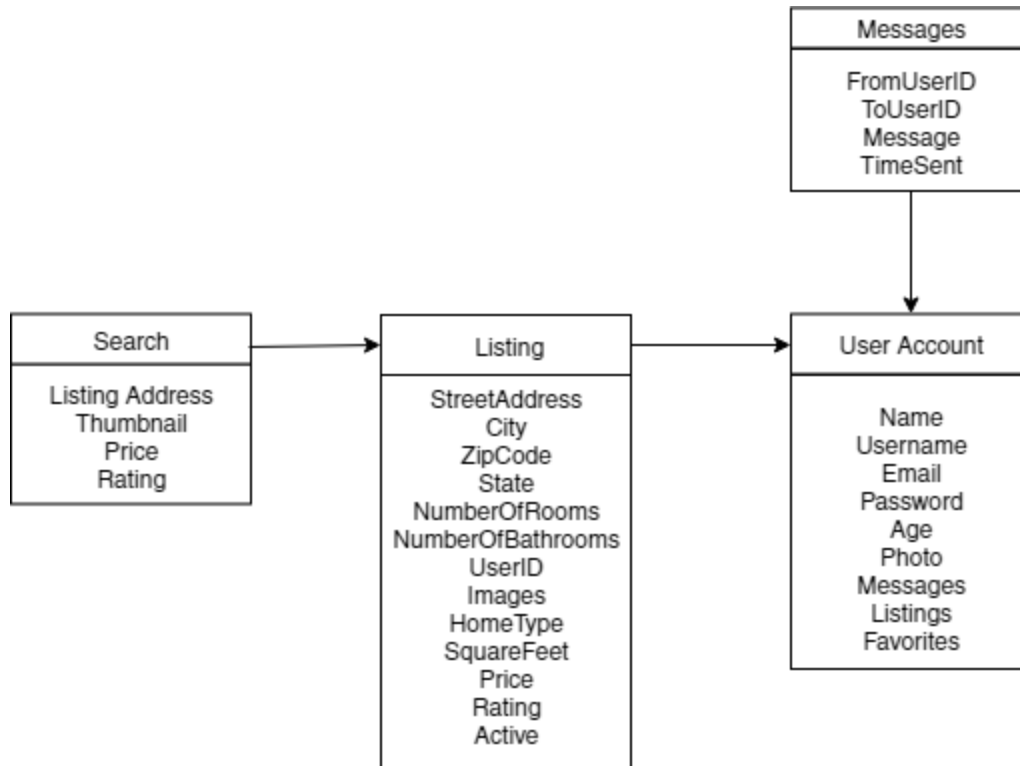 Messages
FromUserID
ToUserID
Message
TimeSent
Search
Listing Address
Thumbnail
Price
Rating
Listing
StreetAddress
City
ZipCode
State
NumberOfRooms
NumberOfBathrooms
UserID
Images
HomeType
SquareFeet
Price
Rating
Active
User Account
Name
Username
Email
Password
Age
Photo
Messages
Listings
Favorites